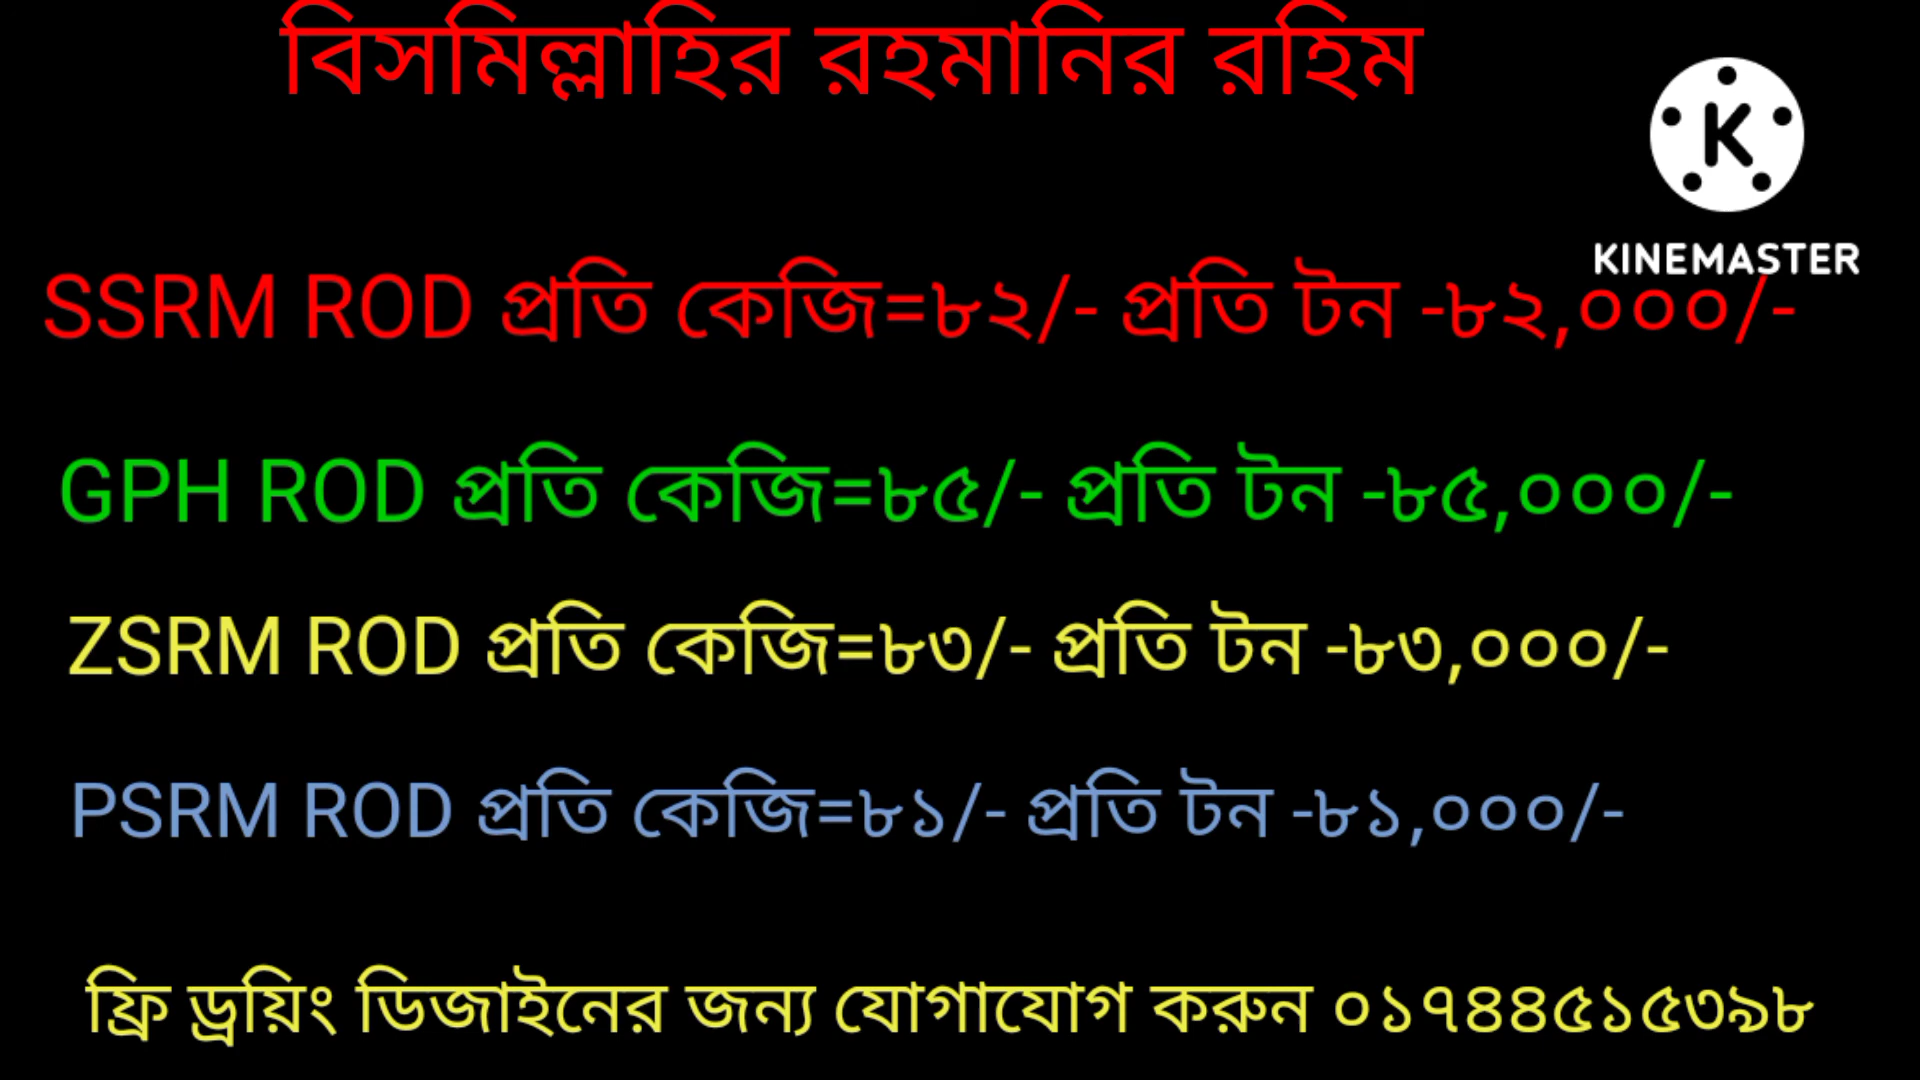 বিসমিল্লাহির রহমানির রহিম
KINEMASTER
SSRM ROD প্রতি কেজি=৮২/- প্রতি টন -৮২,০০০/-
GPH ROD প্রতি কেজি=৮৫/- প্রতি টন -৮৫,০০০/-
ZSRM ROD প্রতি কেজি=৮৩/- প্রতি টন -৮৩,০০০/-
PSRM ROD প্রতি কেজি=৮১/- প্রতি টন -৮১,০০০/-
ফ্রি ড্রয়িং ডিজাইনের জন্য যোগাযোগ করুন ০১৭৪৪৫১৫৩৯৮